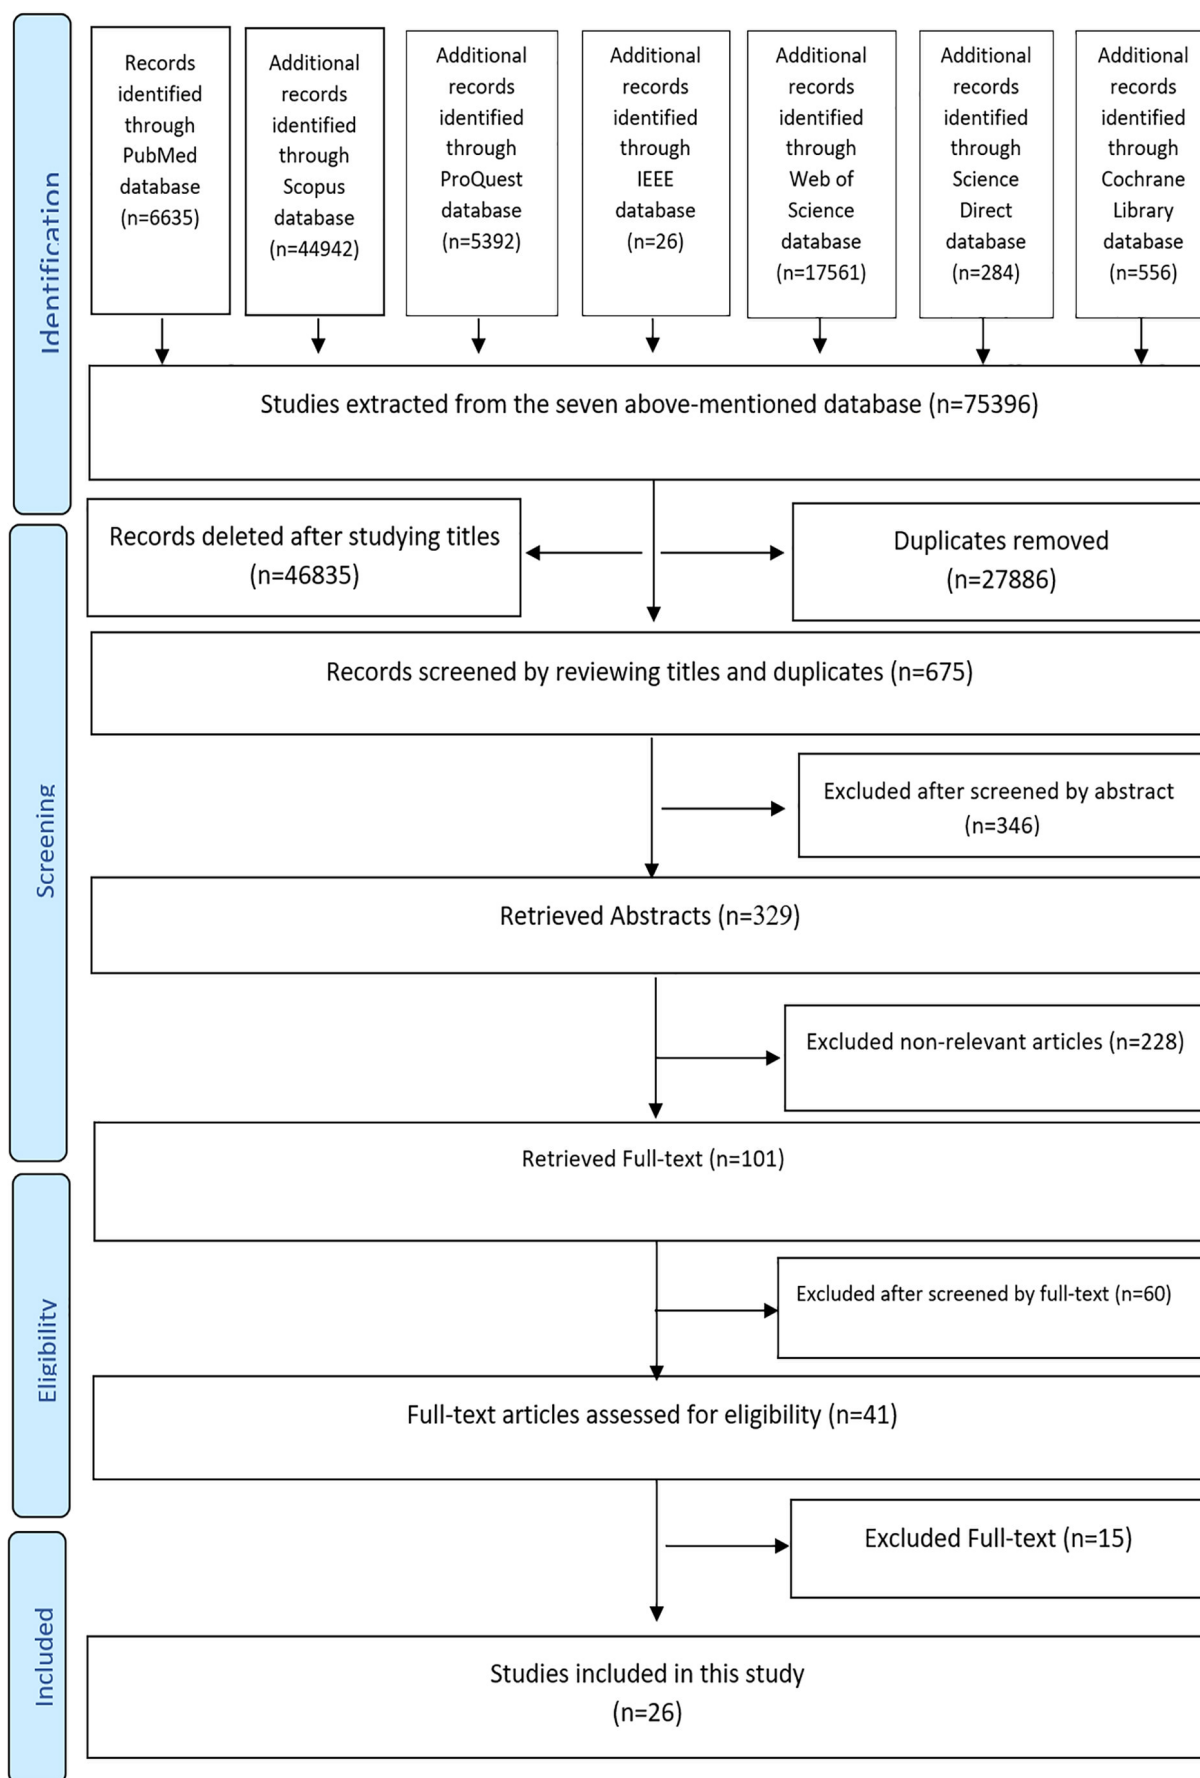 Identification
Records
identified
through
PubMed
database
(n=6635)
Additional
records
identified
through
Scopus
database
(n=44942)
Additional
records
identified
through
ProQuest
database
(n=5392)
Additional
records
identified
through
IEEE
database
(n=26)
Additional
records
identified
through
Web of
Science
database
(n=17561)
Additional
records
identified
through
Science
Direct
database
(n=284)
Additional
records
identified
through
Cochrane
Library
database
(n=556)
Studies extracted from the seven above-mentioned database (n=75396)
Screening
Records deleted after studying titles
(n=46835)
Duplicates removed
(n=27886)
Records screened by reviewing titles and duplicates (n=675)
Excluded after screened by abstract
(n=346)
Retrieved Abstracts (n=329)
Excluded non-relevant articles (n=228)
Retrieved Full-text (n=101)
Eligibility
Excluded after screened by full-text (n=60)
Full-text articles assessed for eligibility (n=41)
Excluded Full-text (n=15)
Included
Studies included in this study
(n=26)